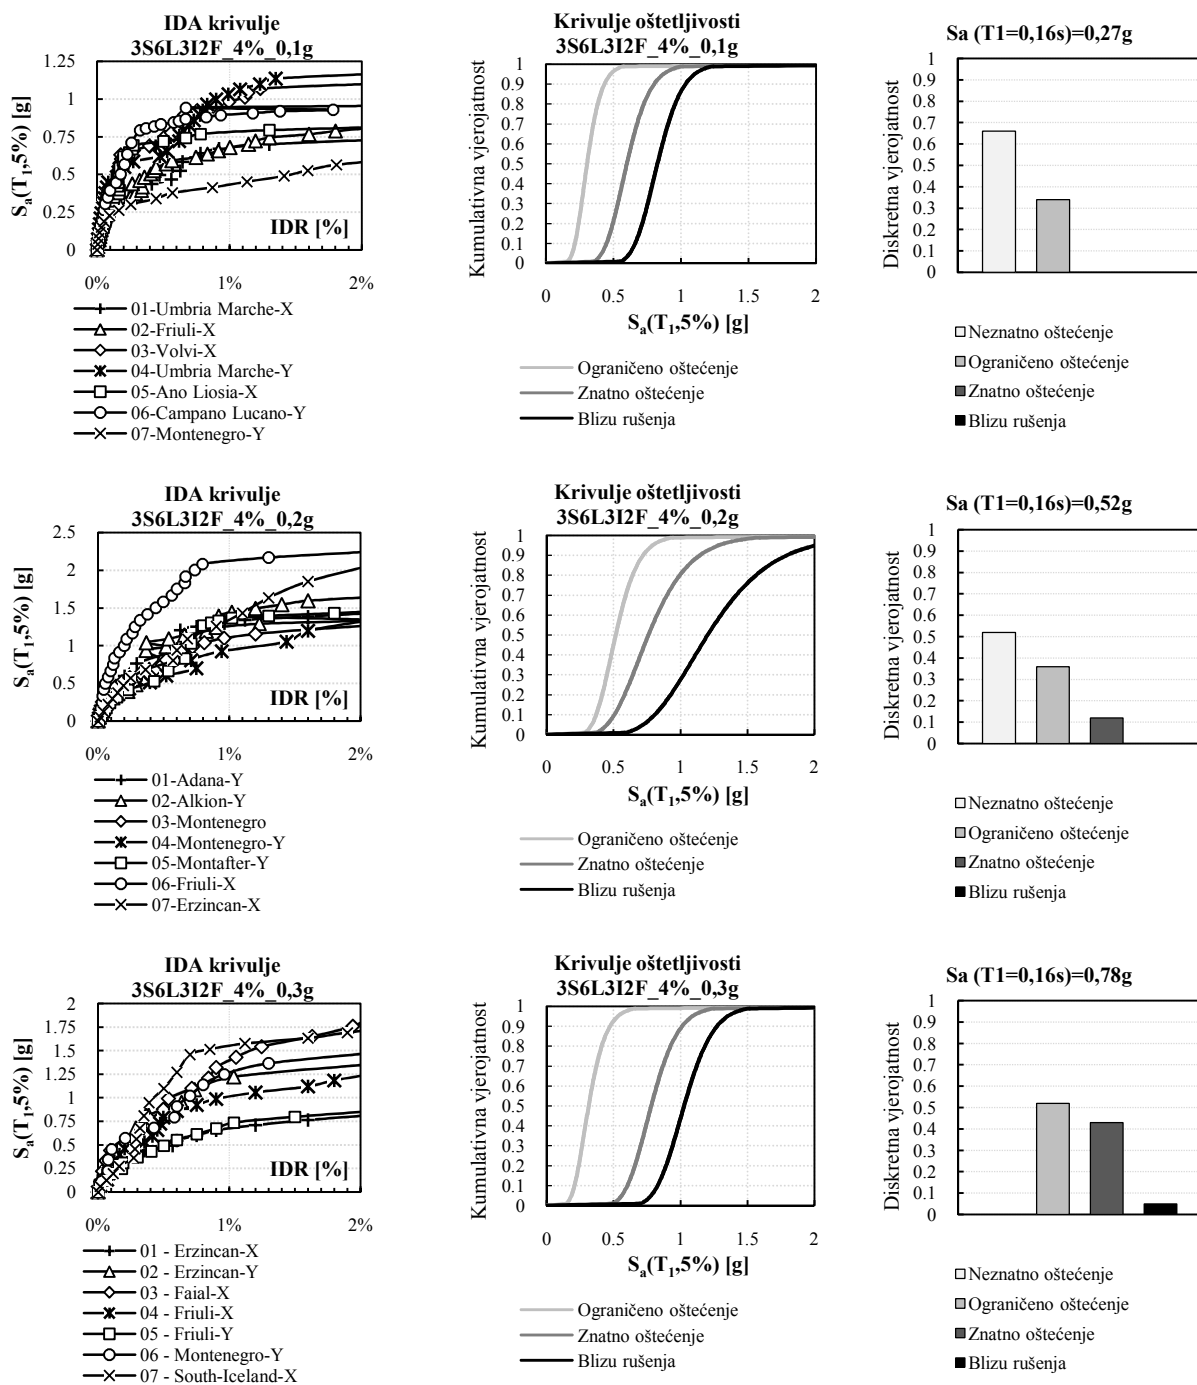 IDA krivulje
3S6L3I2F_4%_0,1g
1.25
1
0.75
0.5
0.25
0
Sa(T1,5%) [g]
IDR [%]
0% 1% 2%
01-Umbria Marche-X
02-Friuli-X
03-Volvi-X
04-Umbria Marche-Y
05-Ano Liosia-X
06-Campano Lucano-Y
07-Montenegro-Y
Krivulje oštetljivosti
3S6L3I2F_4%_0,1g
Kumulativna vjerojatnost
1
0.9
0.8
0.7
0.6
0.5
0.4
0.3
0.2
0.1
0
0 0.5 1 1.5 2
Sa(T1,5%) [g]
Ograničeno oštećenje
Znatno oštećenje
Blizu rušenja
Sa (T1=0,16s)=0,27g
Diskretna vjerojatnost
1
0.9
0.8
0.7
0.6
0.5
0.4
0.3
0.2
0.1
0
Neznatno oštećenje
Ograničeno oštećenje
Znatno oštećenje
Blizu rušenja
IDA krivulje
3S6L3I2F_4%_0,2g
2.5
2
1.5
1
0.5
0
Sa(T1,5%) [g]
IDR [%]
0% 1% 2%
01-Adana-Y
02-Alkion-Y
03-Montenegro
04-Montenegro-Y
05-Montafter-Y
06-Friuli-X
07-Erzincan-X
Krivulje oštetljivosti
3S6L3I2F_4%_0,2g
Kumulativna vjerojatnost
1
0.9
0.8
0.7
0.6
0.5
0.4
0.3
0.2
0.1
0
0 0.5 1 1.5 2
Sa(T1,5%) [g]
Ograničeno oštećenje
Znatno oštećenje
Blizu rušenja
Sa (T1=0,16s)=0,52g
Diskretna vjerojatnost
1
0.9
0.8
0.7
0.6
0.5
0.4
0.3
0.2
0.1
0
Neznatno oštećenje
Ograničeno oštećenje
Znatno oštećenje
Blizu rušenja
IDA krivulje
3S6L3I2F_4%_0,3g
2
1.75
1.5
1.25
1
0.75
0.5
0.25
0
Sa(T1,5%) [g]
IDR [%]
0% 1% 2%
01 - Erzincan-X
02 - Erzincan-Y
03 - Faial-X
04 - Friuli-X
05 - Friuli-Y
06 - Montenegro-Y
07 - South-Iceland-X
Krivulje oštetljivosti
3S6L3I2F_4%_0,3g
Kumulativna vjerojatnost
1
0.9
0.8
0.7
0.6
0.5
0.4
0.3
0.2
0.1
0
0 0.5 1 1.5 2
Sa(T1,5%) [g]
Ograničeno oštećenje
Znatno oštećenje
Blizu rušenja
Sa (T1=0,16s)=0,78g
Diskretna vjerojatnost
1
0.9
0.8
0.7
0.6
0.5
0.4
0.3
0.2
0.1
0
Neznatno oštećenje
Ograničeno oštećenje
Znatno oštećenje
Blizu rušenja